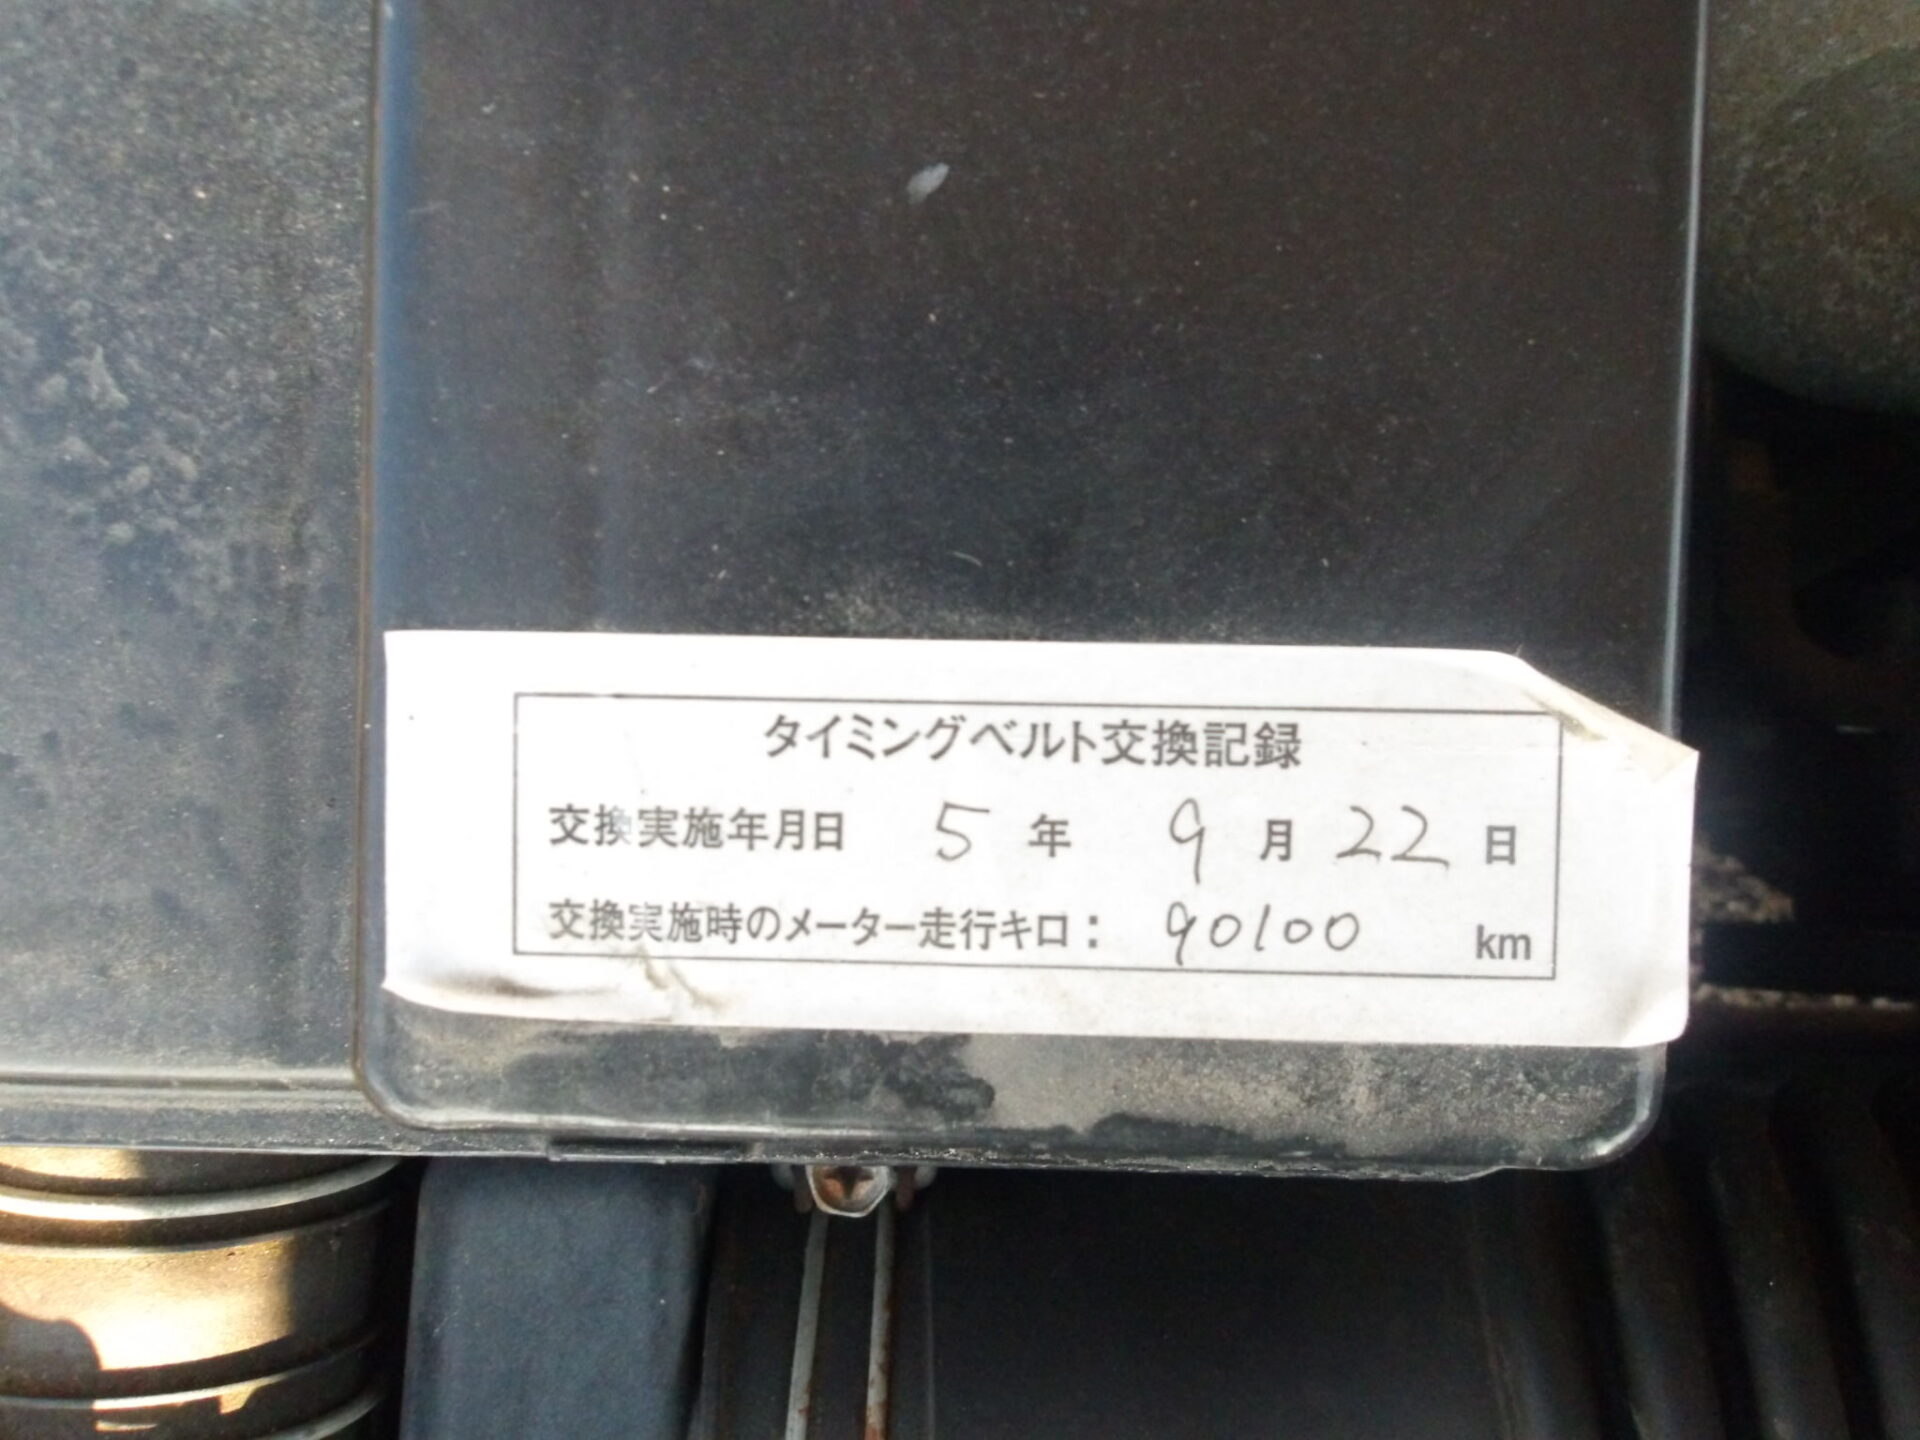 タイミングベルト交換記録
交換実施年月日 5 年 9 月 22 日
交換実施時のメーター走行キロ： 90100 km